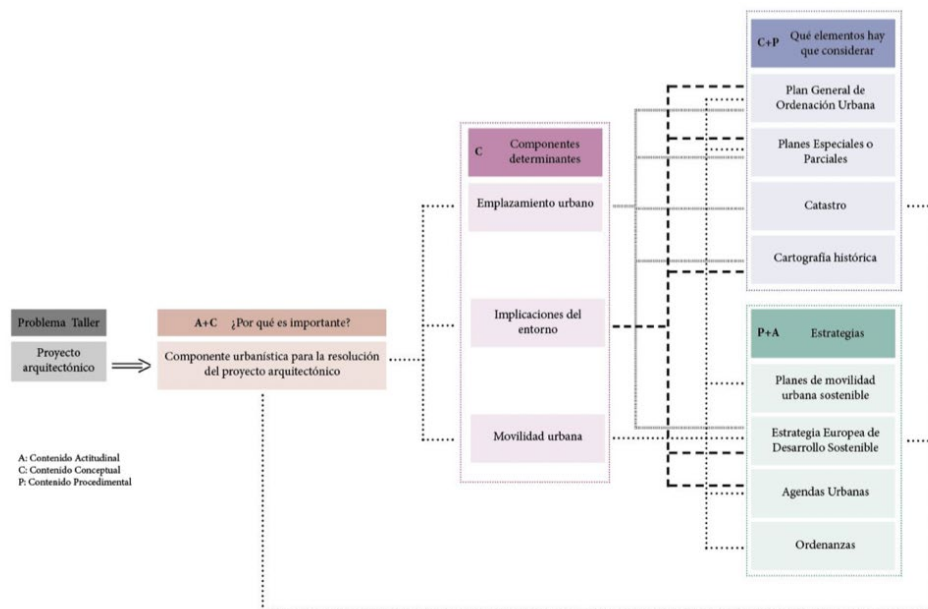 Problema Taller
Proyecto
arquitectónico
A: Contenido Actitudinal
C: Contenido Conceptual
P: Contenido Procedimental
A+C ¿Por qué es importante?
Componente urbanística para la resolución
del proyecto arquitectónico
C Componentes
determinantes
Emplazamiento urbano
Implicaciones del
entorno
Movilidad urbana
C+P Qué elementos hay
que considerar
Plan General de
Ordenación Urbana
Planes Especiales o
Parciales
Catastro
Cartografía histórica
P+A Estrategias
Planes de movilidad
urbana sostenible
Estrategia Europea de
Desarrollo Sostenible
Agendas Urbanas
Ordenanzas